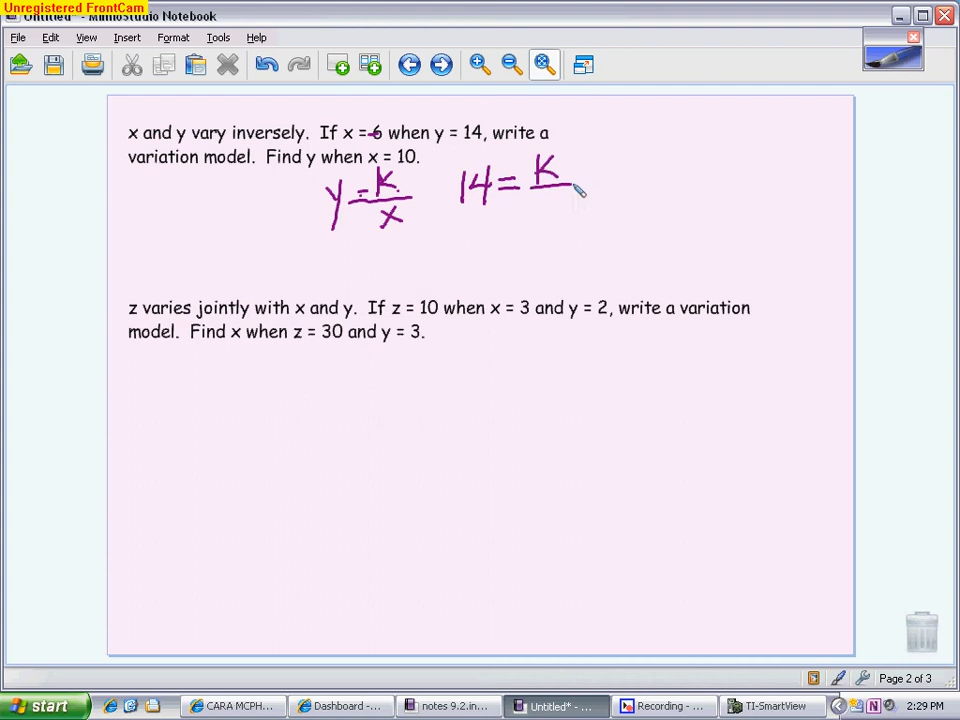 Unregistered FrontCam
Untitled* - MimioStudio Notebook
File Edit View Insert Format Tools Help
x and y vary inversely. If x = -6 when y = 14, write a
variation model. Find y when x = 10.
y = K/x 14 = K
z varies jointly with x and y. If z = 10 when x = 3 and y = 2, write a variation
model. Find x when z = 30 and y = 3.
Page 2 of 3
start CARA MCPH... Dashboard -... notes 9.2.in... Untitled* - ... Recording - ... TI-SmartView 2:29 PM